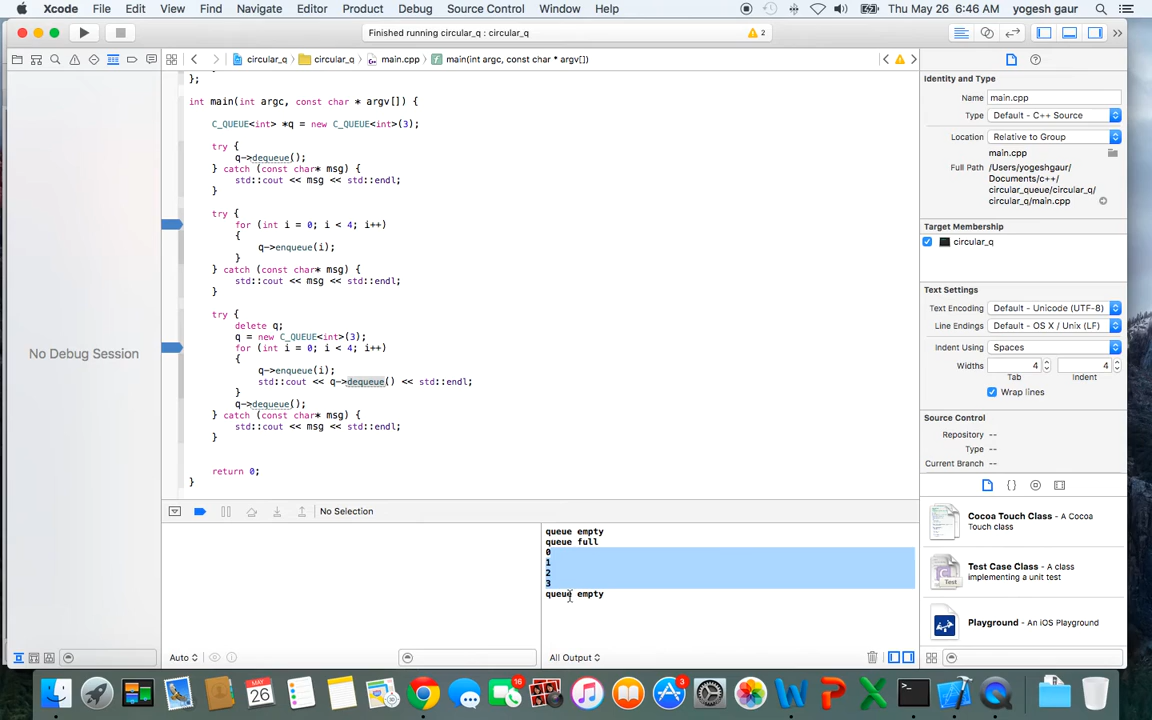 Xcode File Edit View Find Navigate Editor Product Debug Source Control Window Help Thu May 26 6:46 AM yogesh gaur
Finished running circular_q : circular_q 2
circular_q circular_q main.cpp main(int argc, const char * argv[])
};
int main(int argc, const char * argv[]) {
C_QUEUE<int> *q = new C_QUEUE<int>(3);
try {
q->dequeue();
} catch (const char* msg) {
std::cout << msg << std::endl;
}
try {
for (int i = 0; i < 4; i++)
{
q->enqueue(i);
}
} catch (const char* msg) {
std::cout << msg << std::endl;
}
try {
delete q;
q = new C_QUEUE<int>(3);
for (int i = 0; i < 4; i++)
{
q->enqueue(i);
std::cout << q->dequeue() << std::endl;
}
q->dequeue();
} catch (const char* msg) {
std::cout << msg << std::endl;
}
return 0;
}
No Debug Session
No Selection
queue empty
queue full
0
1
2
3
queue empty
Auto
All Output
Identity and Type
Name main.cpp
Type Default - C++ Source
Location Relative to Group
main.cpp
Full Path /Users/yogeshgaur/
Documents/c++/
circular_queue/circular_q/
circular_q/main.cpp
Target Membership
circular_q
Text Settings
Text Encoding Default - Unicode (UTF-8)
Line Endings Default - OS X / Unix (LF)
Indent Using Spaces
Widths 4 4
Tab Indent
Wrap lines
Source Control
Repository --
Type --
Current Branch --
Cocoa Touch Class - A Cocoa
Touch class
Test Case Class - A class
implementing a unit test
Test
Playground - An iOS Playground
26
16
3